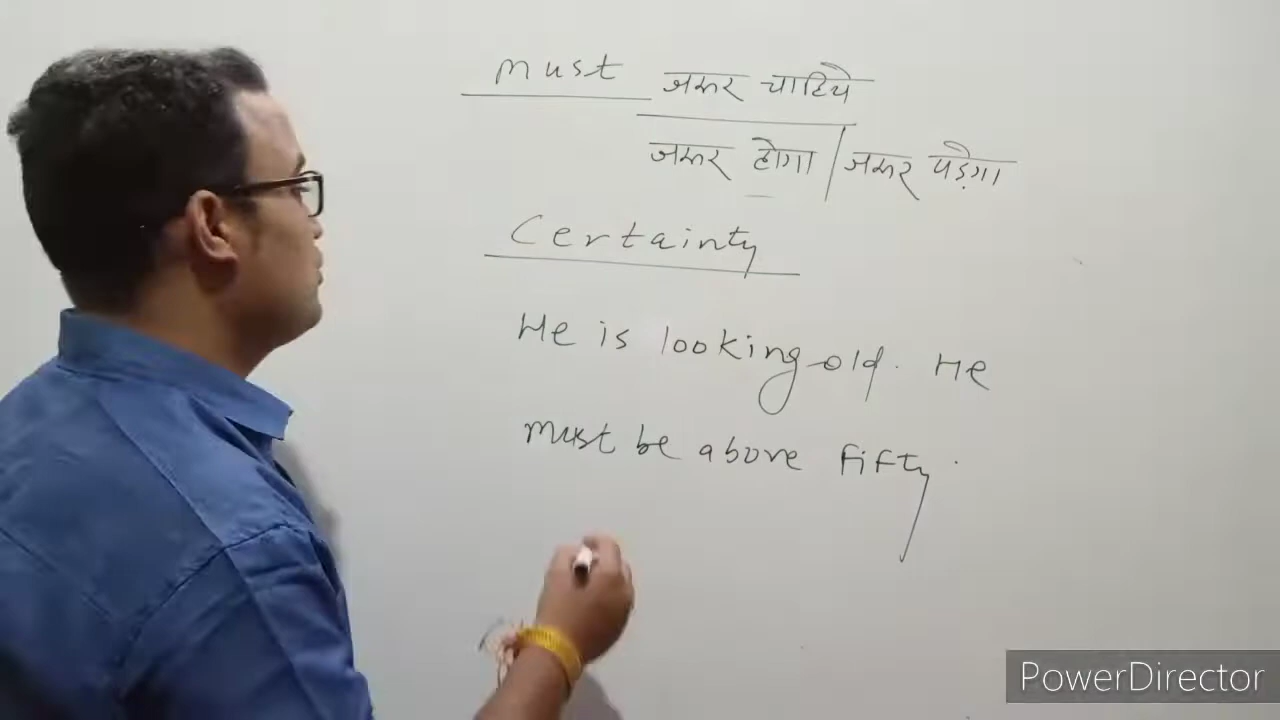 must जरूर चाहिये
जरूर होगा / जरूर पड़ेगा
Certainty
He is looking old. He
must be above fifty.
PowerDirector